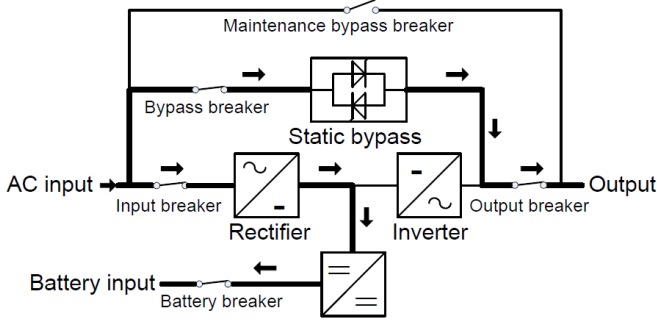 Maintenance bypass breaker
Bypass breaker
Static bypass
AC input
Output
Input breaker
Output breaker
Rectifier
Inverter
Battery input
Battery breaker